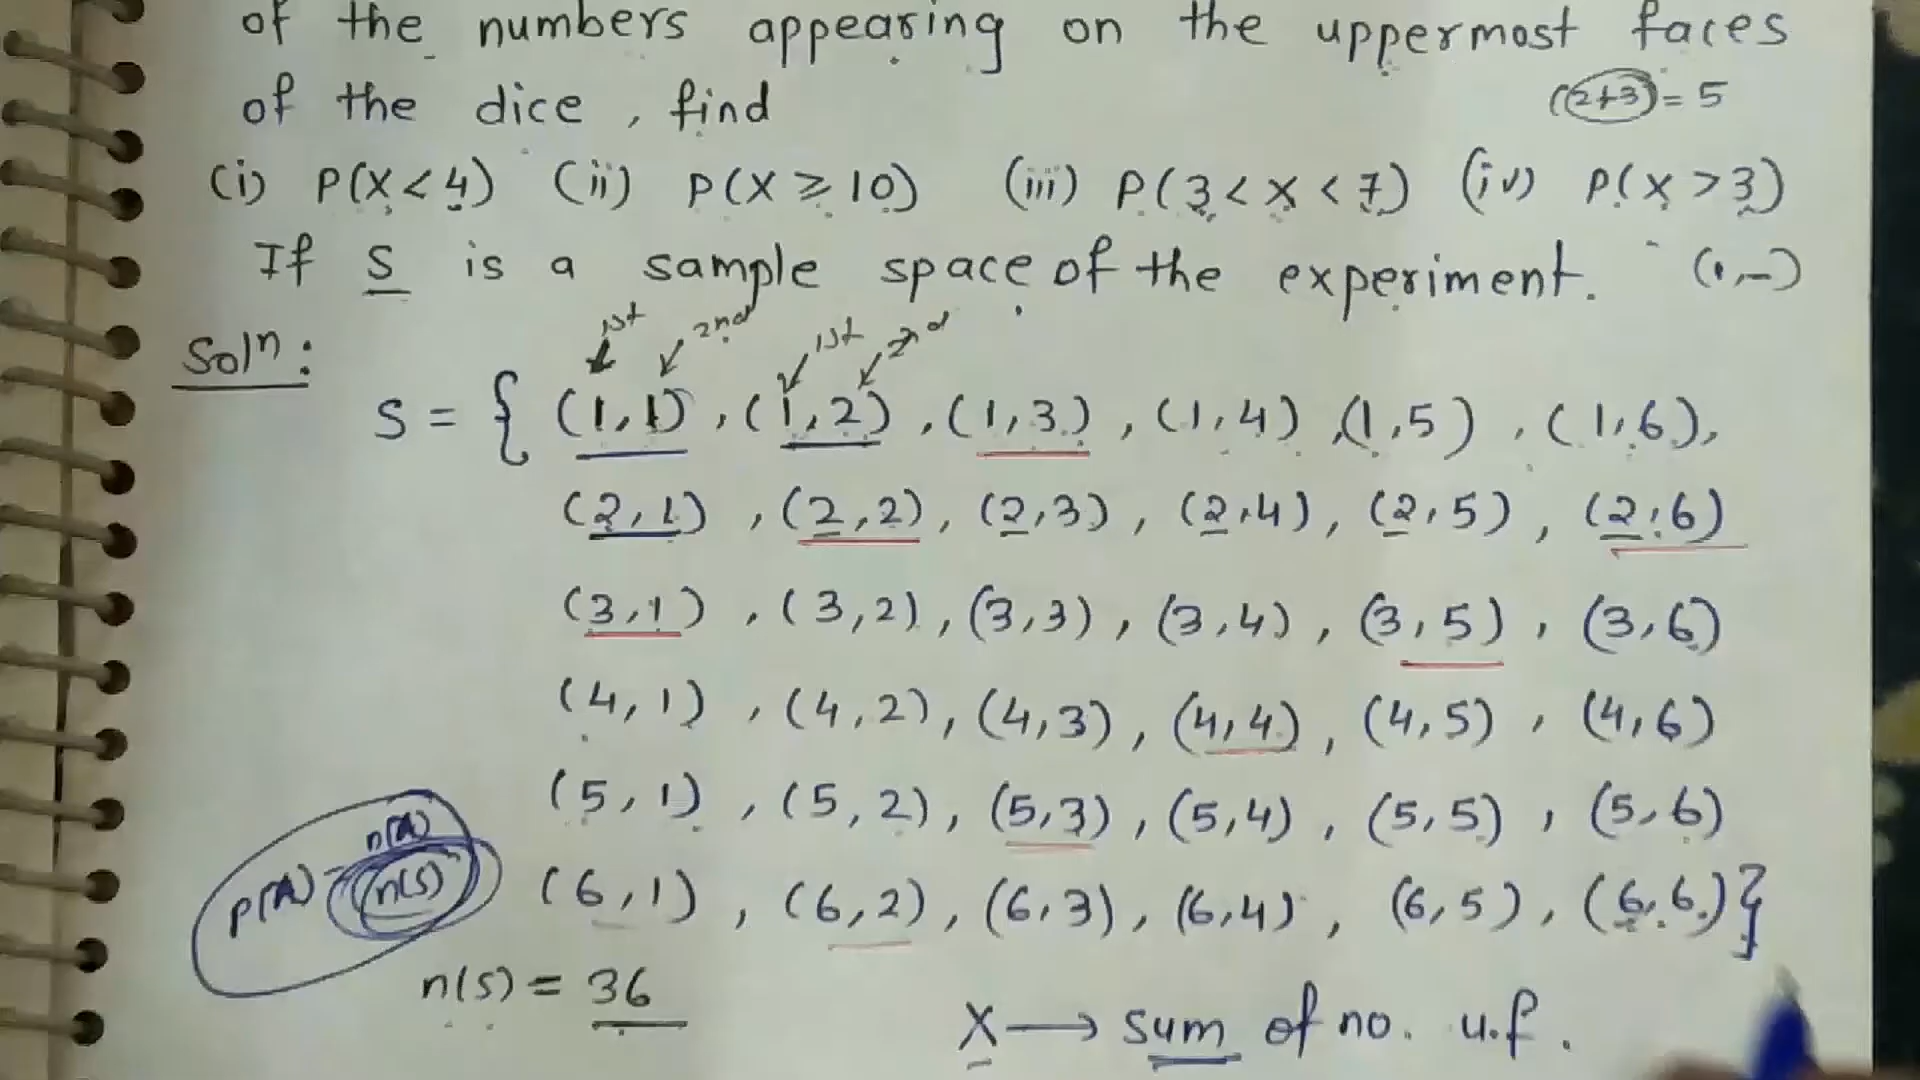 of the numbers appearing on the uppermost faces
of the dice , find (2+3) = 5
(i) P(X < 4) (ii) P(X ≥ 10) (iii) P(3 < X < 7) (iv) P(X > 3)
If S is a sample space of the experiment. (1, -)
1st 2nd 1st 2nd
Solⁿ :
S = { (1,1) , (1,2) , (1,3) , (1,4) , (1,5) , (1,6),
(2,1) , (2,2) , (2,3) , (2,4) , (2,5) , (2,6)
(3,1) , (3,2) , (3,3) , (3,4) , (3,5) , (3,6)
(4,1) , (4,2) , (4,3) , (4,4) , (4,5) , (4,6)
(5,1) , (5,2) , (5,3) , (5,4) , (5,5) , (5,6)
(6,1) , (6,2) , (6,3) , (6,4) , (6,5) , (6,6) }
P(A) = n(A)
n(S)
n(S) = 36
X → Sum of no. u.f.